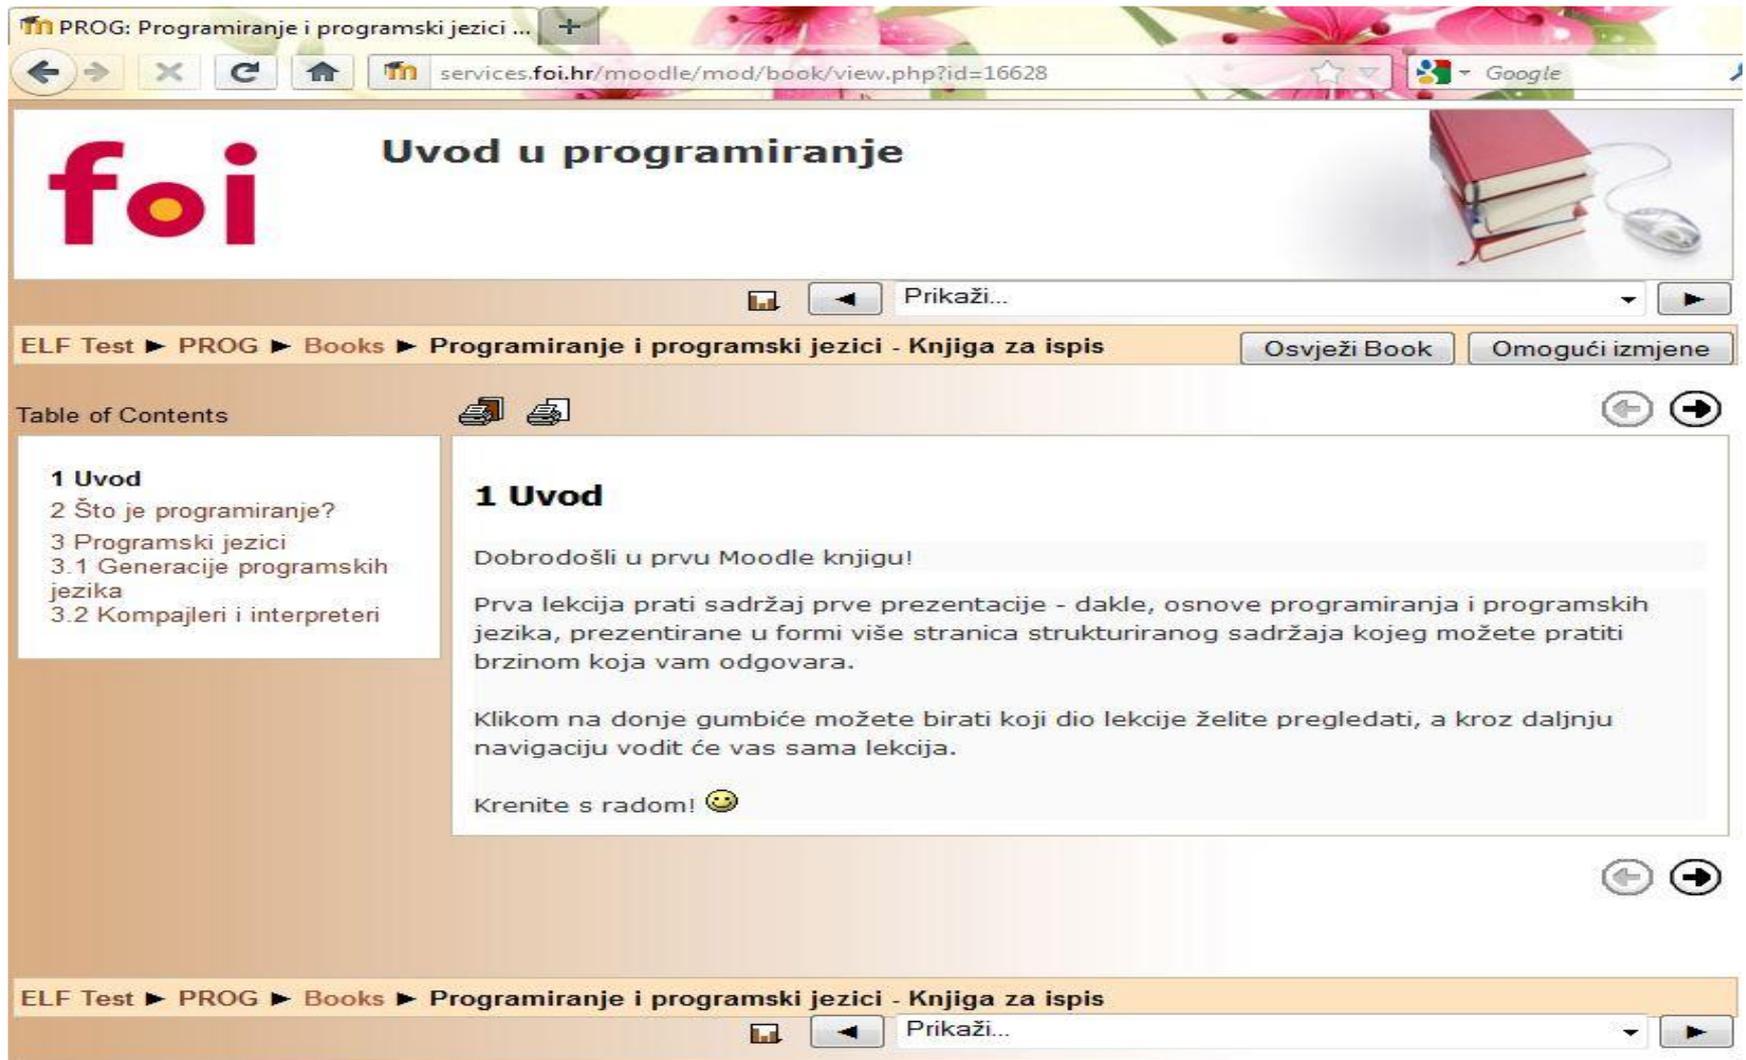 PROG: Programiranje i programski jezici ...
services.foi.hr/moodle/mod/book/view.php?id=16628
Google
foi
Uvod u programiranje
Prikaži...
ELF Test ► PROG ► Books ► Programiranje i programski jezici - Knjiga za ispis
Osvježi Book
Omogući izmjene
Table of Contents
1 Uvod
2 Što je programiranje?
3 Programski jezici
3.1 Generacije programskih
jezika
3.2 Kompajleri i interpreteri
1 Uvod
Dobrodošli u prvu Moodle knjigu!
Prva lekcija prati sadržaj prve prezentacije - dakle, osnove programiranja i programskih
jezika, prezentirane u formi više stranica strukturiranog sadržaja kojeg možete pratiti
brzinom koja vam odgovara.
Klikom na donje gumbiće možete birati koji dio lekcije želite pregledati, a kroz daljnju
navigaciju vodit će vas sama lekcija.
Krenite s radom!
ELF Test ► PROG ► Books ► Programiranje i programski jezici - Knjiga za ispis
Prikaži...